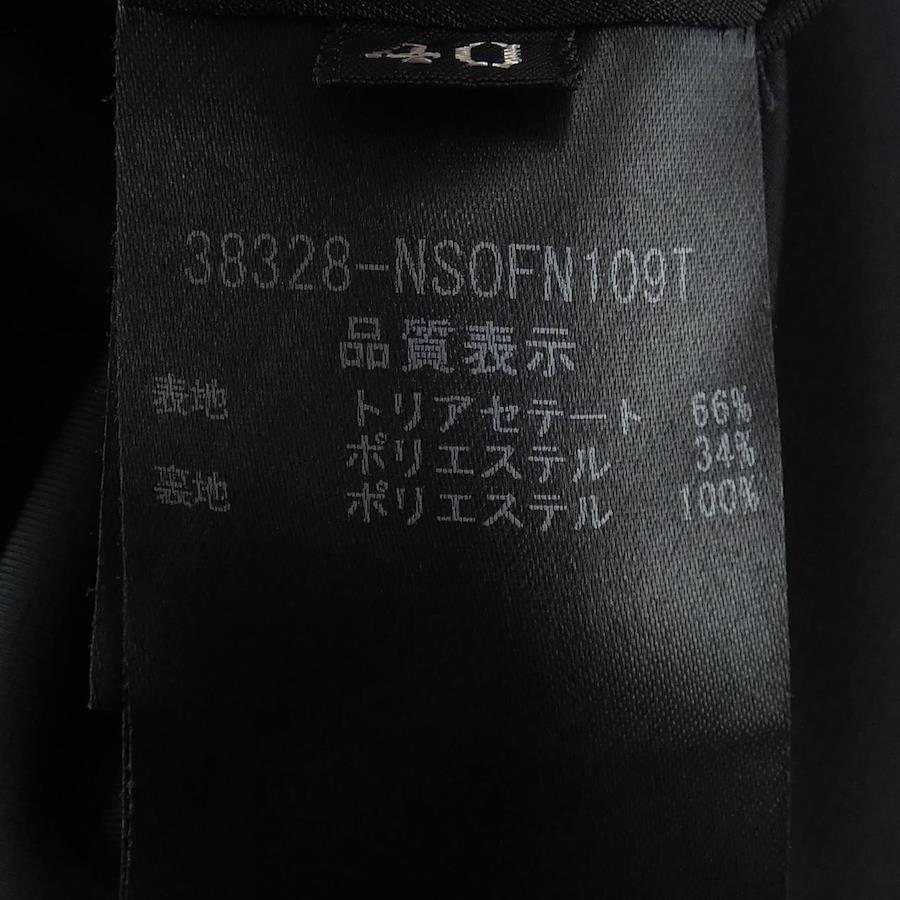 40
38328-NSOFN109T
品質表示
表地 トリアセテート 66%
ポリエステル 34%
裏地 ポリエステル 100%